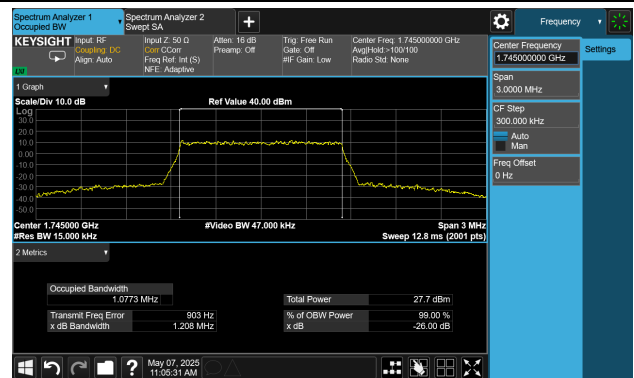 Spectrum Analyzer 1
Occupied BW
Spectrum Analyzer 2
Swept SA
Frequency
KEYSIGHT
Input: RF
Coupling: DC
Align: Auto
Input Z: 50 Ω
Corr CCorr
Freq Ref: Int (S)
NFE: Adaptive
Atten: 16 dB
Preamp: Off
Trig: Free Run
Gate: Off
#IF Gain: Low
Center Freq: 1.745000000 GHz
Avg|Hold:>100/100
Radio Std: None
1 Graph
Scale/Div 10.0 dB
Ref Value 40.00 dBm
Log
30.0
20.0
10.0
0.00
-10.0
-20.0
-30.0
-40.0
-50.0
Center 1.745000 GHz
#Res BW 15.000 kHz
#Video BW 47.000 kHz
Span 3 MHz
Sweep 12.8 ms (2001 pts)
2 Metrics
Occupied Bandwidth
1.0773 MHz
Transmit Freq Error 903 Hz
x dB Bandwidth 1.208 MHz
Total Power 27.7 dBm
% of OBW Power 99.00 %
x dB -26.00 dB
Center Frequency
1.745000000 GHz
Span
3.0000 MHz
CF Step
300.000 kHz
Auto
Man
Freq Offset
0 Hz
Settings
May 07, 2025
11:05:31 AM